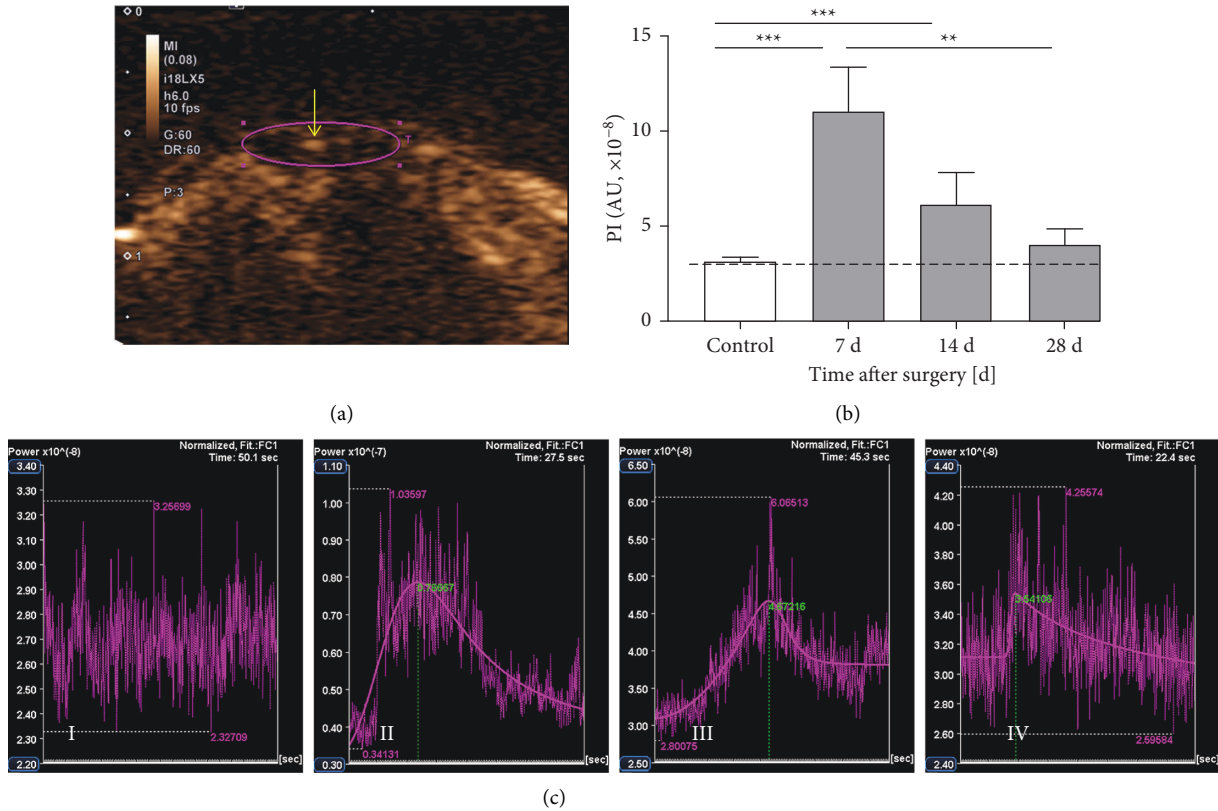 0
MI
(0.08)
i18LX5
h6.0
10 fps
G:60
DR:60
P:3
T
1
(a)
***
***
**
15
10
5
0
PI (AU, ×10⁻⁸)
Control
7 d
14 d
28 d
Time after surgery [d]
(b)
Normalized, Fit.:FC1
Power x10^(-8)
Time: 50.1 sec
3.40
3.30
3.20
3.10
3.00
2.90
2.80
2.70
2.60
2.50
2.40
2.30
2.20
3.25699
2.32709
I
[sec]
Normalized, Fit.:FC1
Power x10^(-7)
Time: 27.5 sec
1.10
1.00
0.90
0.80
0.70
0.60
0.50
0.40
0.30
1.03597
0.34131
II
[sec]
Normalized, Fit.:FC1
Power x10^(-8)
Time: 45.3 sec
6.50
6.00
5.50
5.00
4.50
4.00
3.50
3.00
2.50
6.06513
4.67216
2.80075
III
[sec]
Normalized, Fit.:FC1
Power x10^(-8)
Time: 22.4 sec
4.40
4.20
4.00
3.80
3.60
3.40
3.20
3.00
2.80
2.60
2.40
4.25574
3.54106
2.59584
IV
[sec]
(c)